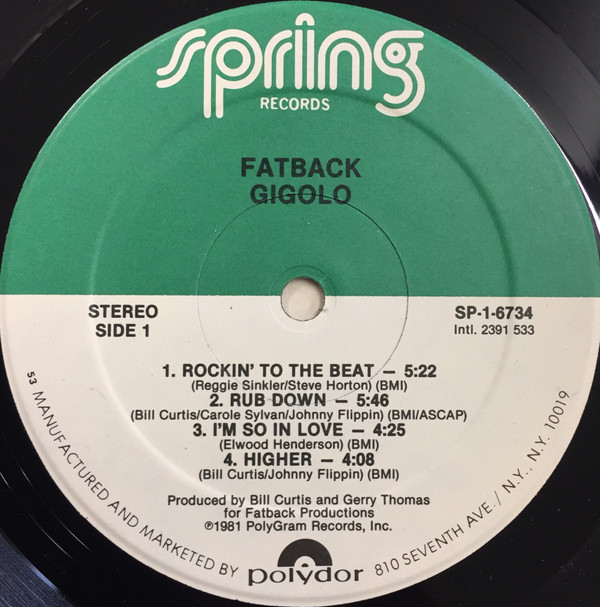 spring
RECORDS
FATBACK
GIGOLO
STEREO
SIDE 1
SP-1-6734
Intl. 2391 533
1. ROCKIN' TO THE BEAT — 5:22
(Reggie Sinkler/Steve Horton) (BMI)
2. RUB DOWN — 5:46
(Bill Curtis/Carole Sylvan/Johnny Flippin) (BMI/ASCAP)
3. I'M SO IN LOVE — 4:25
(Elwood Henderson) (BMI)
4. HIGHER — 4:08
(Bill Curtis/Johnny Flippin) (BMI)
Produced by Bill Curtis and Gerry Thomas
for Fatback Productions
℗1981 PolyGram Records, Inc.
53 MANUFACTURED AND MARKETED BY polydor 810 SEVENTH AVE./ N.Y., N.Y. 10019